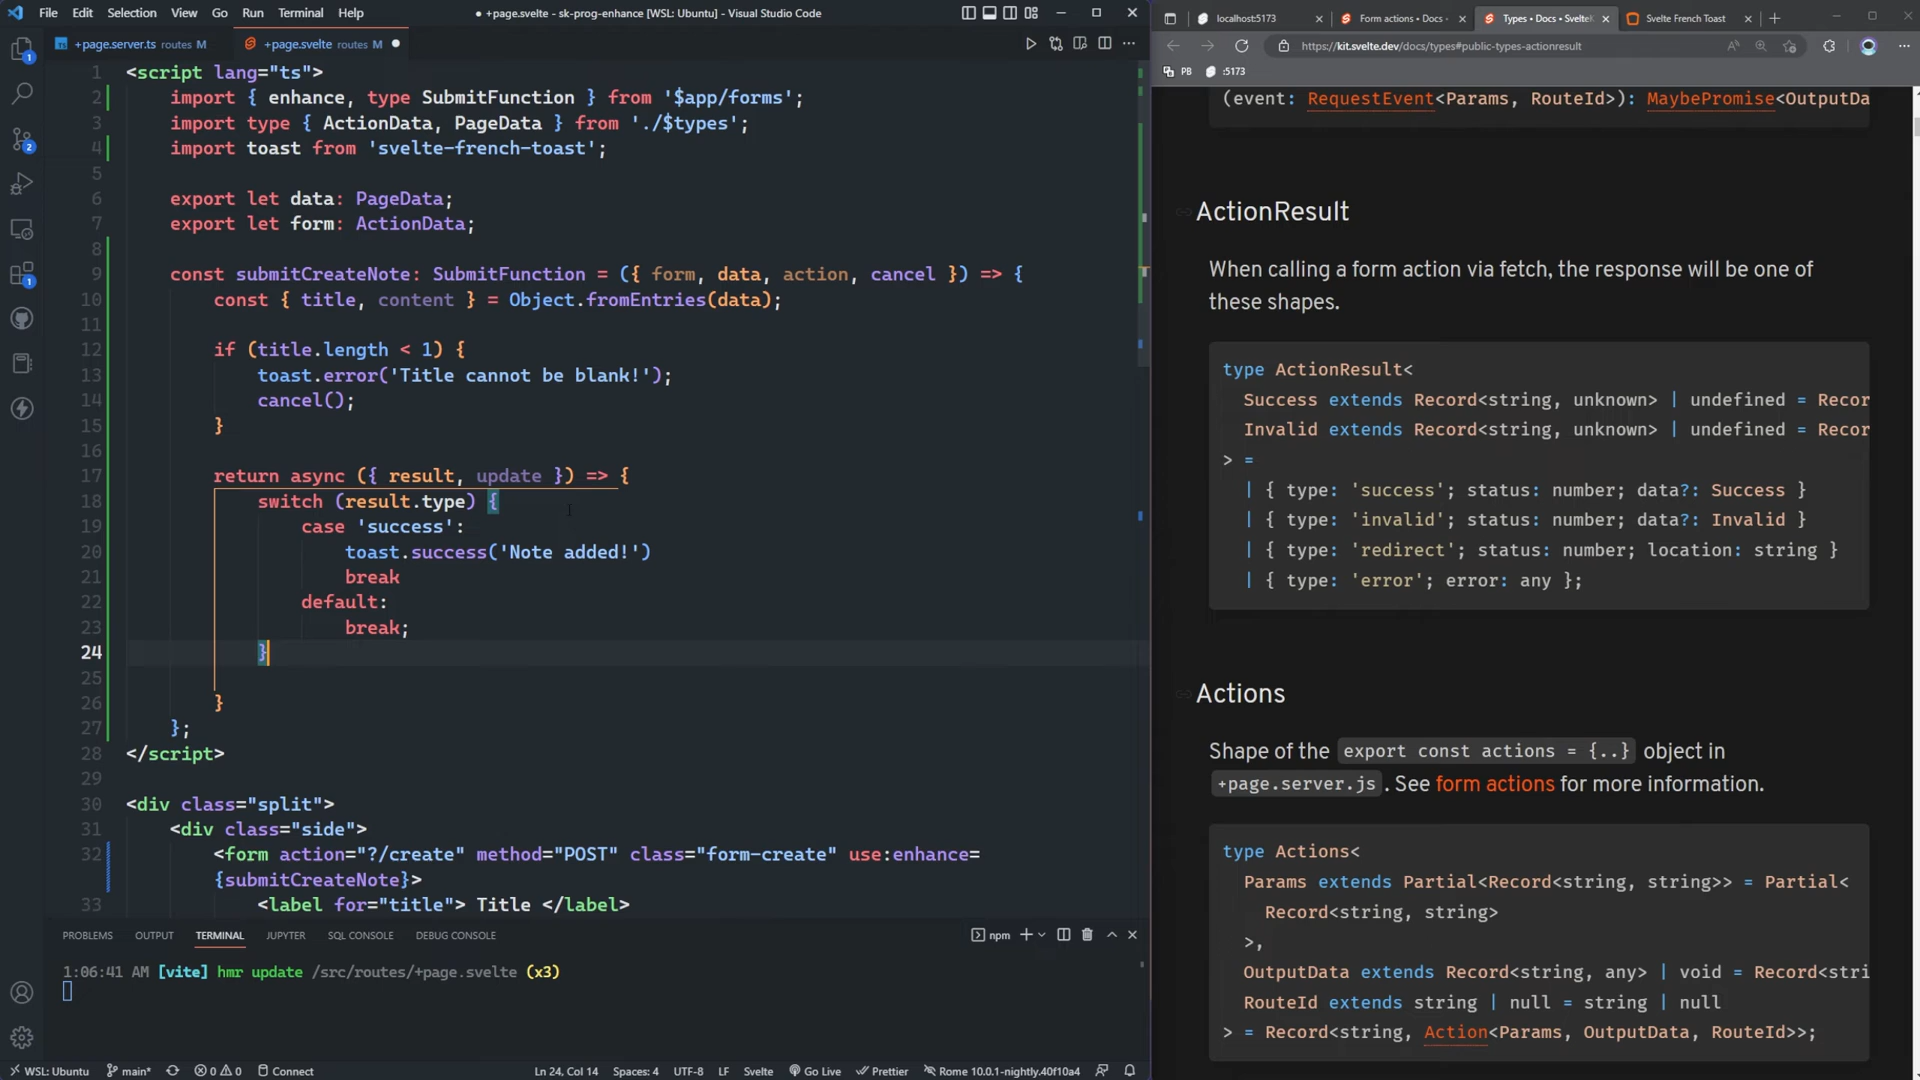 File Edit Selection View Go Run Terminal Help
● +page.svelte - sk-prog-enhance [WSL: Ubuntu] - Visual Studio Code
+page.server.ts routes M
+page.svelte routes M ●
1 <script lang="ts">
2 import { enhance, type SubmitFunction } from '$app/forms';
3 import type { ActionData, PageData } from './$types';
4 import toast from 'svelte-french-toast';
5
6 export let data: PageData;
7 export let form: ActionData;
8
9 const submitCreateNote: SubmitFunction = ({ form, data, action, cancel }) => {
10 const { title, content } = Object.fromEntries(data);
11
12 if (title.length < 1) {
13 toast.error('Title cannot be blank!');
14 cancel();
15 }
16
17 return async ({ result, update }) => {
18 switch (result.type) {
19 case 'success':
20 toast.success('Note added!')
21 break
22 default:
23 break;
24 }
25
26 }
27 };
28 </script>
29
30 <div class="split">
31 <div class="side">
32 <form action="?/create" method="POST" class="form-create" use:enhance=
{submitCreateNote}>
33 <label for="title"> Title </label>
PROBLEMS OUTPUT TERMINAL JUPYTER SQL CONSOLE DEBUG CONSOLE
npm
1:06:41 AM [vite] hmr update /src/routes/+page.svelte (x3)
WSL: Ubuntu main* 0 0 Connect Ln 24, Col 14 Spaces: 4 UTF-8 LF Svelte Go Live Prettier Rome 10.0.1-nightly.40f10a4
localhost:5173
Form actions • Docs •
Types • Docs • Svelte
Svelte French Toast
https://kit.svelte.dev/docs/types#public-types-actionresult
PB :5173
(event: RequestEvent<Params, RouteId>): MaybePromise<OutputDa
ActionResult
When calling a form action via fetch, the response will be one of
these shapes.
type ActionResult<
Success extends Record<string, unknown> | undefined = Recor
Invalid extends Record<string, unknown> | undefined = Recor
> =
| { type: 'success'; status: number; data?: Success }
| { type: 'invalid'; status: number; data?: Invalid }
| { type: 'redirect'; status: number; location: string }
| { type: 'error'; error: any };
Actions
Shape of the export const actions = {..} object in
+page.server.js. See form actions for more information.
type Actions<
Params extends Partial<Record<string, string>> = Partial<
Record<string, string>
>,
OutputData extends Record<string, any> | void = Record<stri
RouteId extends string | null = string | null
> = Record<string, Action<Params, OutputData, RouteId>>;